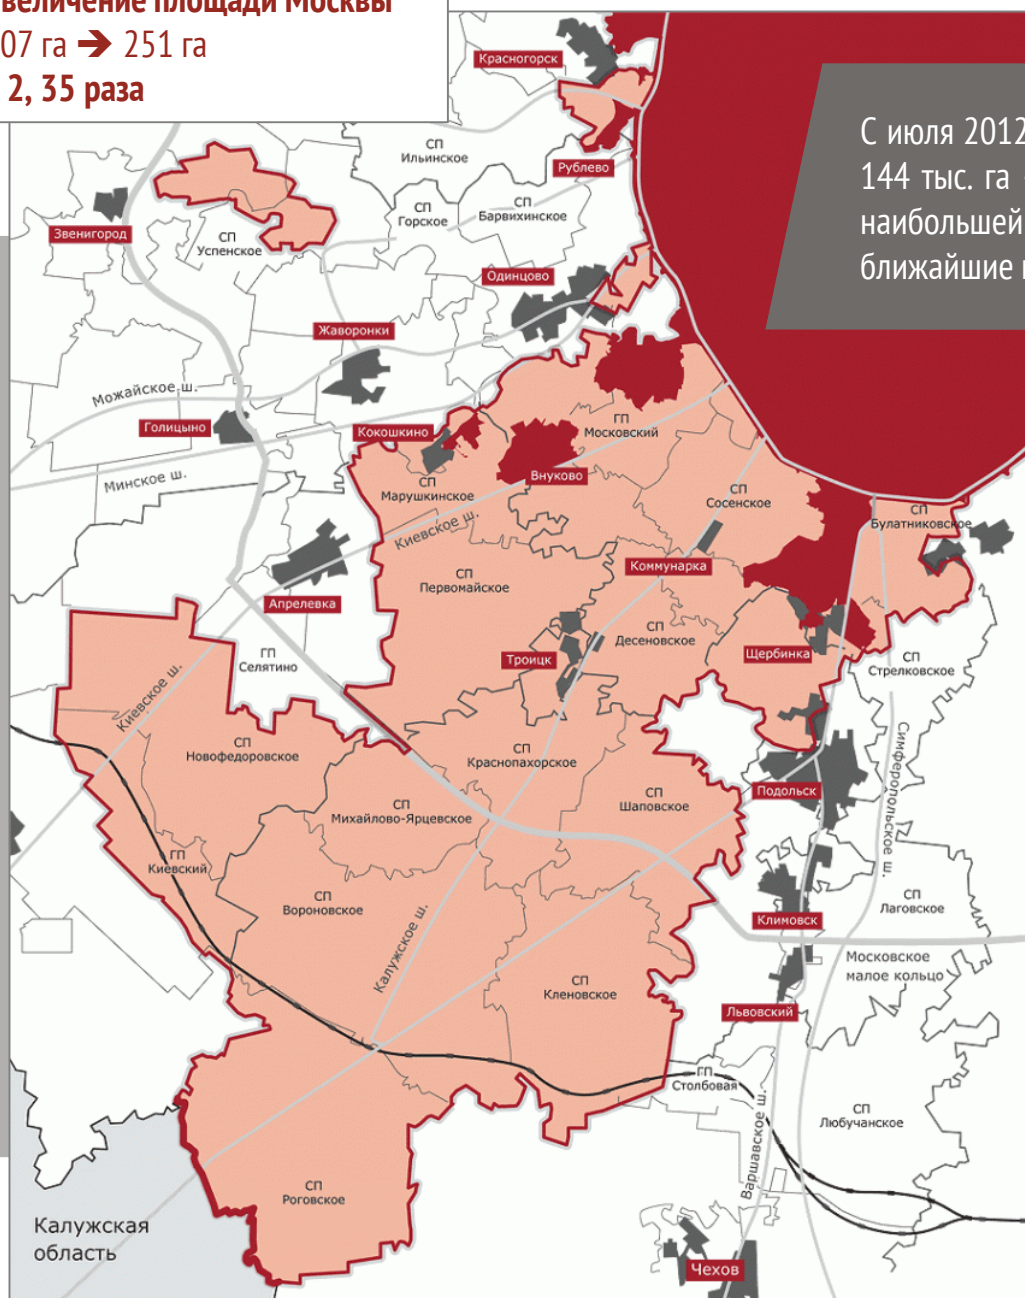 величение площади Москвы
07 га ➔ 251 га
2, 35 раза
С июля 2012
144 тыс. га
наибольшей
ближайшие
Красногорск
СП
Ильинское
Рублево
СП
Горское
СП
Барвихинское
Звенигород
СП
Успенское
Одинцово
Жаворонки
Можайское ш.
Голицыно
Кокошкино
ГП
Московский
Минское ш.
СП
Марушкинское
Внуково
СП
Сосенское
СП
Булатниковское
Киевское ш.
Апрелевка
СП
Первомайское
Коммунарка
СП
Десеновское
Троицк
Щербинка
ГП
Селятино
СП
Стрелковское
Киевское ш.
СП
Новофедоровское
СП
Краснопахорское
Симферопольское ш.
СП
Михайлово-Ярцевское
СП
Шаповское
Подольск
ГП
Киевский
СП
Вороновское
Калужское ш.
СП
Лаговское
Климовск
Московское
малое кольцо
СП
Кленовское
Львовский
ГП
Столбовая
СП
Любучанское
Варшавское ш.
СП
Роговское
Калужская
область
Чехов